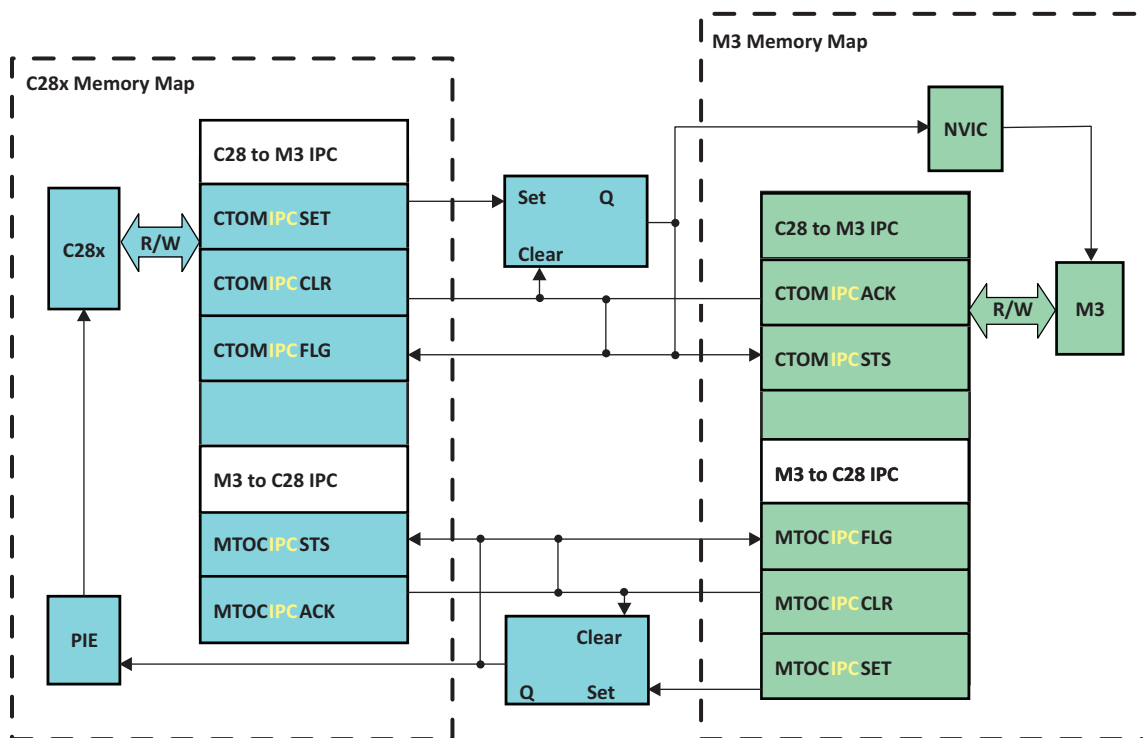 M3 Memory Map
C28x Memory Map
NVIC
C28 to M3 IPC
Set Q
CTOMIPCSET
C28 to M3 IPC
C28x
R/W
Clear
CTOMIPCCLR
CTOMIPCACK
R/W
M3
CTOMIPCFLG
CTOMIPCSTS
M3 to C28 IPC
M3 to C28 IPC
MTOCIPCSTS
MTOCIPCFLG
MTOCIPCACK
MTOCIPCCLR
PIE
Clear
MTOCIPCSET
Q Set